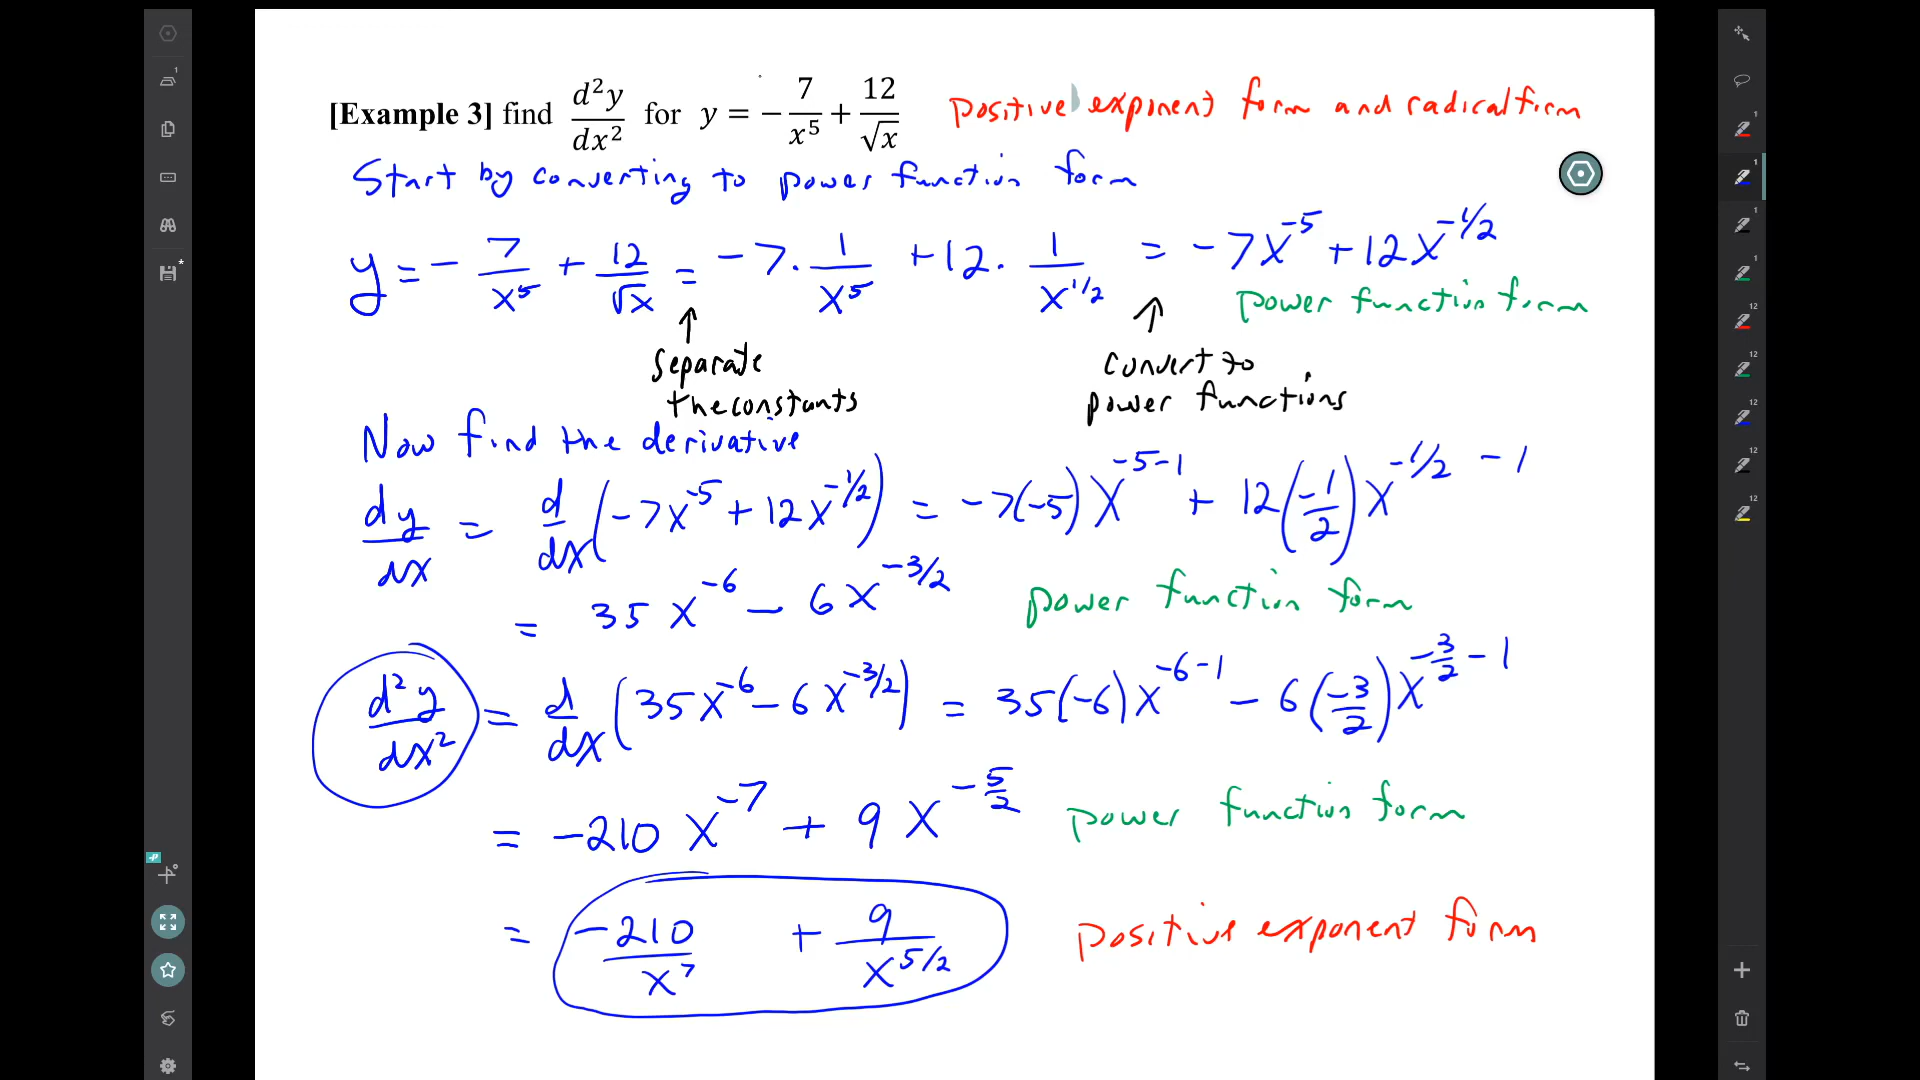 [Example 3] find d²y/dx² for y = −7/x⁵ + 12/√x positive exponent form and radical form
Start by converting to power function form
y = −7/x⁵ + 12/√x = −7·1/x⁵ + 12·1/x^(1/2) = −7x^(−5) + 12x^(−1/2)
power function form
separate the constants
convert to power functions
Now find the derivative
dy/dx = d/dx(−7x^(−5) + 12x^(−1/2)) = −7(−5)x^(−5−1) + 12(−1/2)x^(−1/2 −1)
= 35x^(−6) − 6x^(−3/2) power function form
d²y/dx² = d/dx(35x^(−6) − 6x^(−3/2)) = 35(−6)x^(−6−1) − 6(−3/2)x^(−3/2 −1)
= −210x^(−7) + 9x^(−5/2) power function form
= −210/x⁷ + 9/x^(5/2) positive exponent form